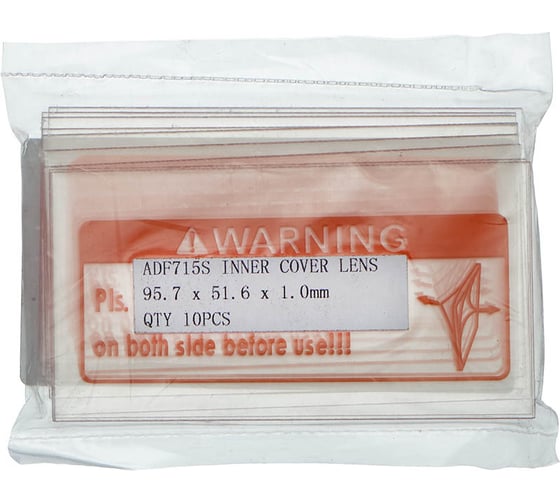 WARNING
ADF715S INNER COVER LENS
95.7 x 51.6 x 1.0mm
QTY 10PCS
Pls.
on both side before use!!!